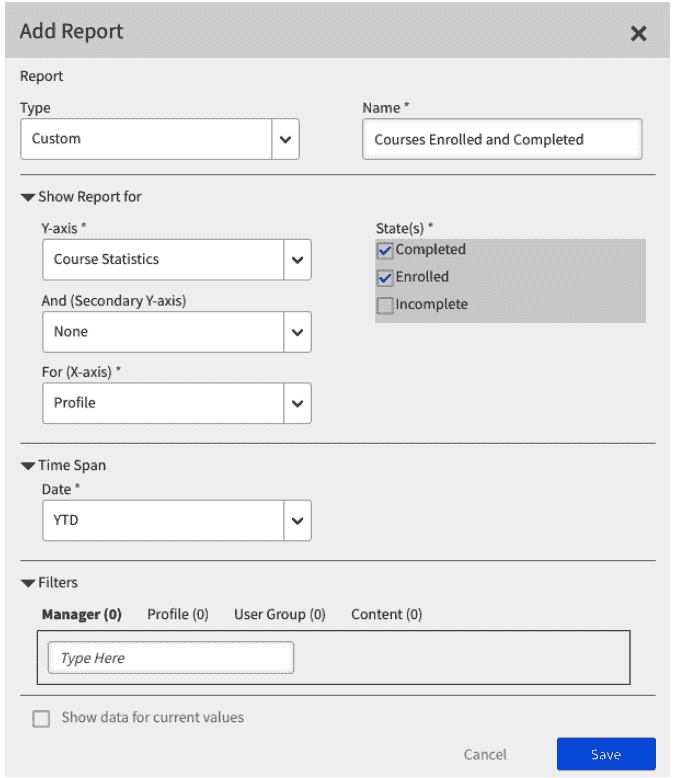 Add Report
Report
Type
Name *
Custom
Courses Enrolled and Completed
Show Report for
Y-axis *
State(s) *
Course Statistics
Completed
Enrolled
Incomplete
And (Secondary Y-axis)
None
For (X-axis) *
Profile
Time Span
Date *
YTD
Filters
Manager (0) Profile (0) User Group (0) Content (0)
Type Here
Show data for current values
Cancel Save